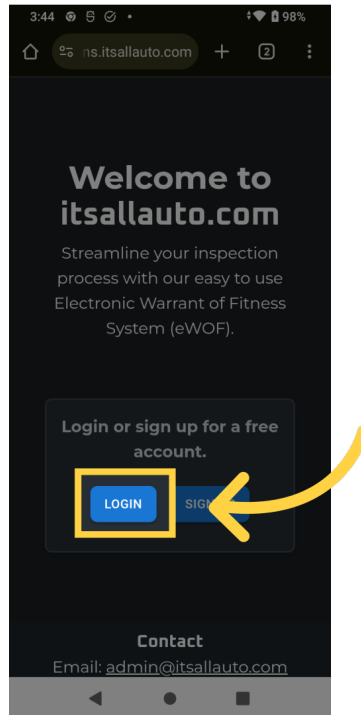 3:44 98%
ns.itsallauto.com 2
Welcome to
itsallauto.com
Streamline your inspection
process with our easy to use
Electronic Warrant of Fitness
System (eWOF).
Login or sign up for a free
account.
LOGIN
Contact
Email: admin@itsallauto.com